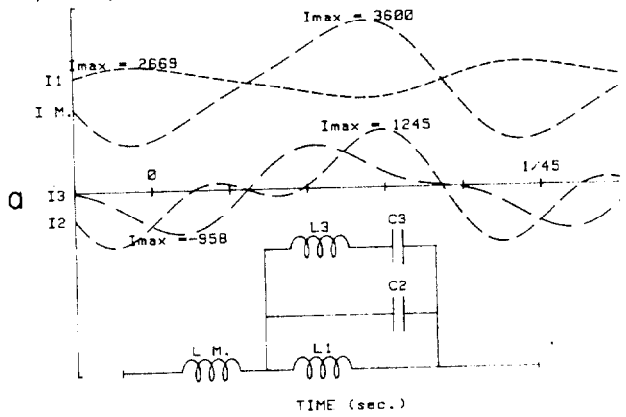 Imax = 3600
Imax = 2669
I1
I M.
Imax = 1245
0
1/45
a
I3
I2
Imax=-958
L3
C3
C2
L M.
L1
TIME (sec.)